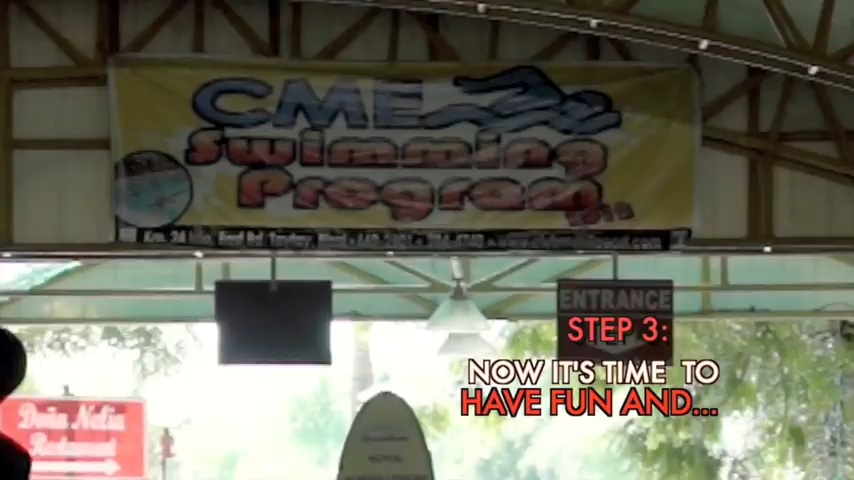 CME
Swimming
Program
ENTRANCE
STEP 3:
NOW IT'S TIME TO
HAVE FUN AND...
Doña Nelia
Restaurant